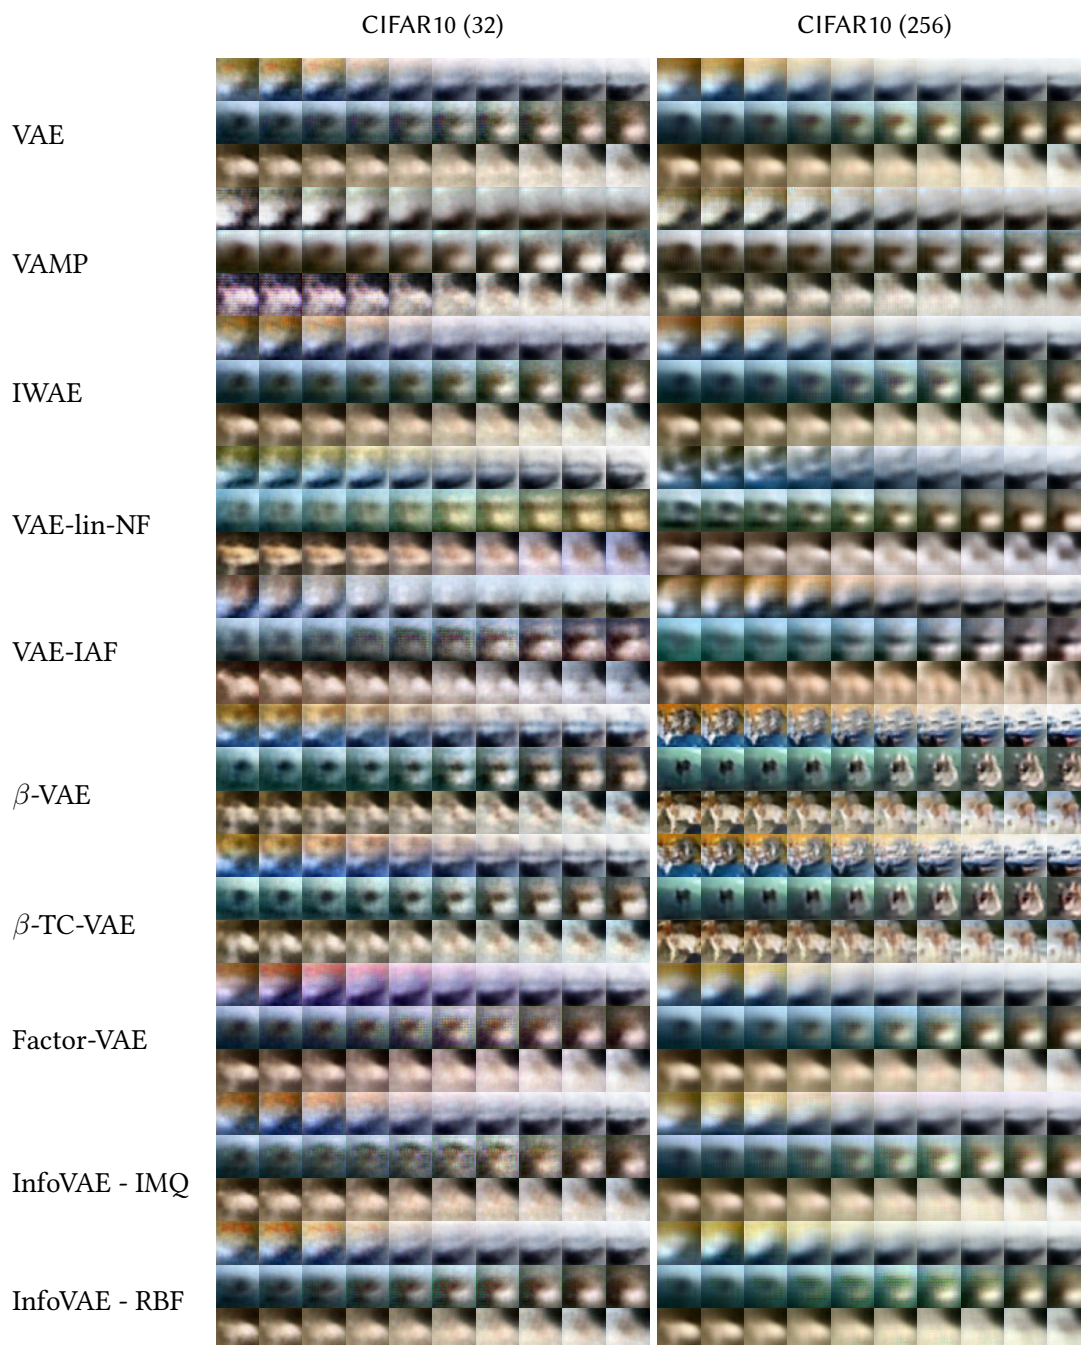 CIFAR10 (32) CIFAR10 (256)
VAE
VAMP
IWAE
VAE-lin-NF
VAE-IAF
β-VAE
β-TC-VAE
Factor-VAE
InfoVAE - IMQ
InfoVAE - RBF